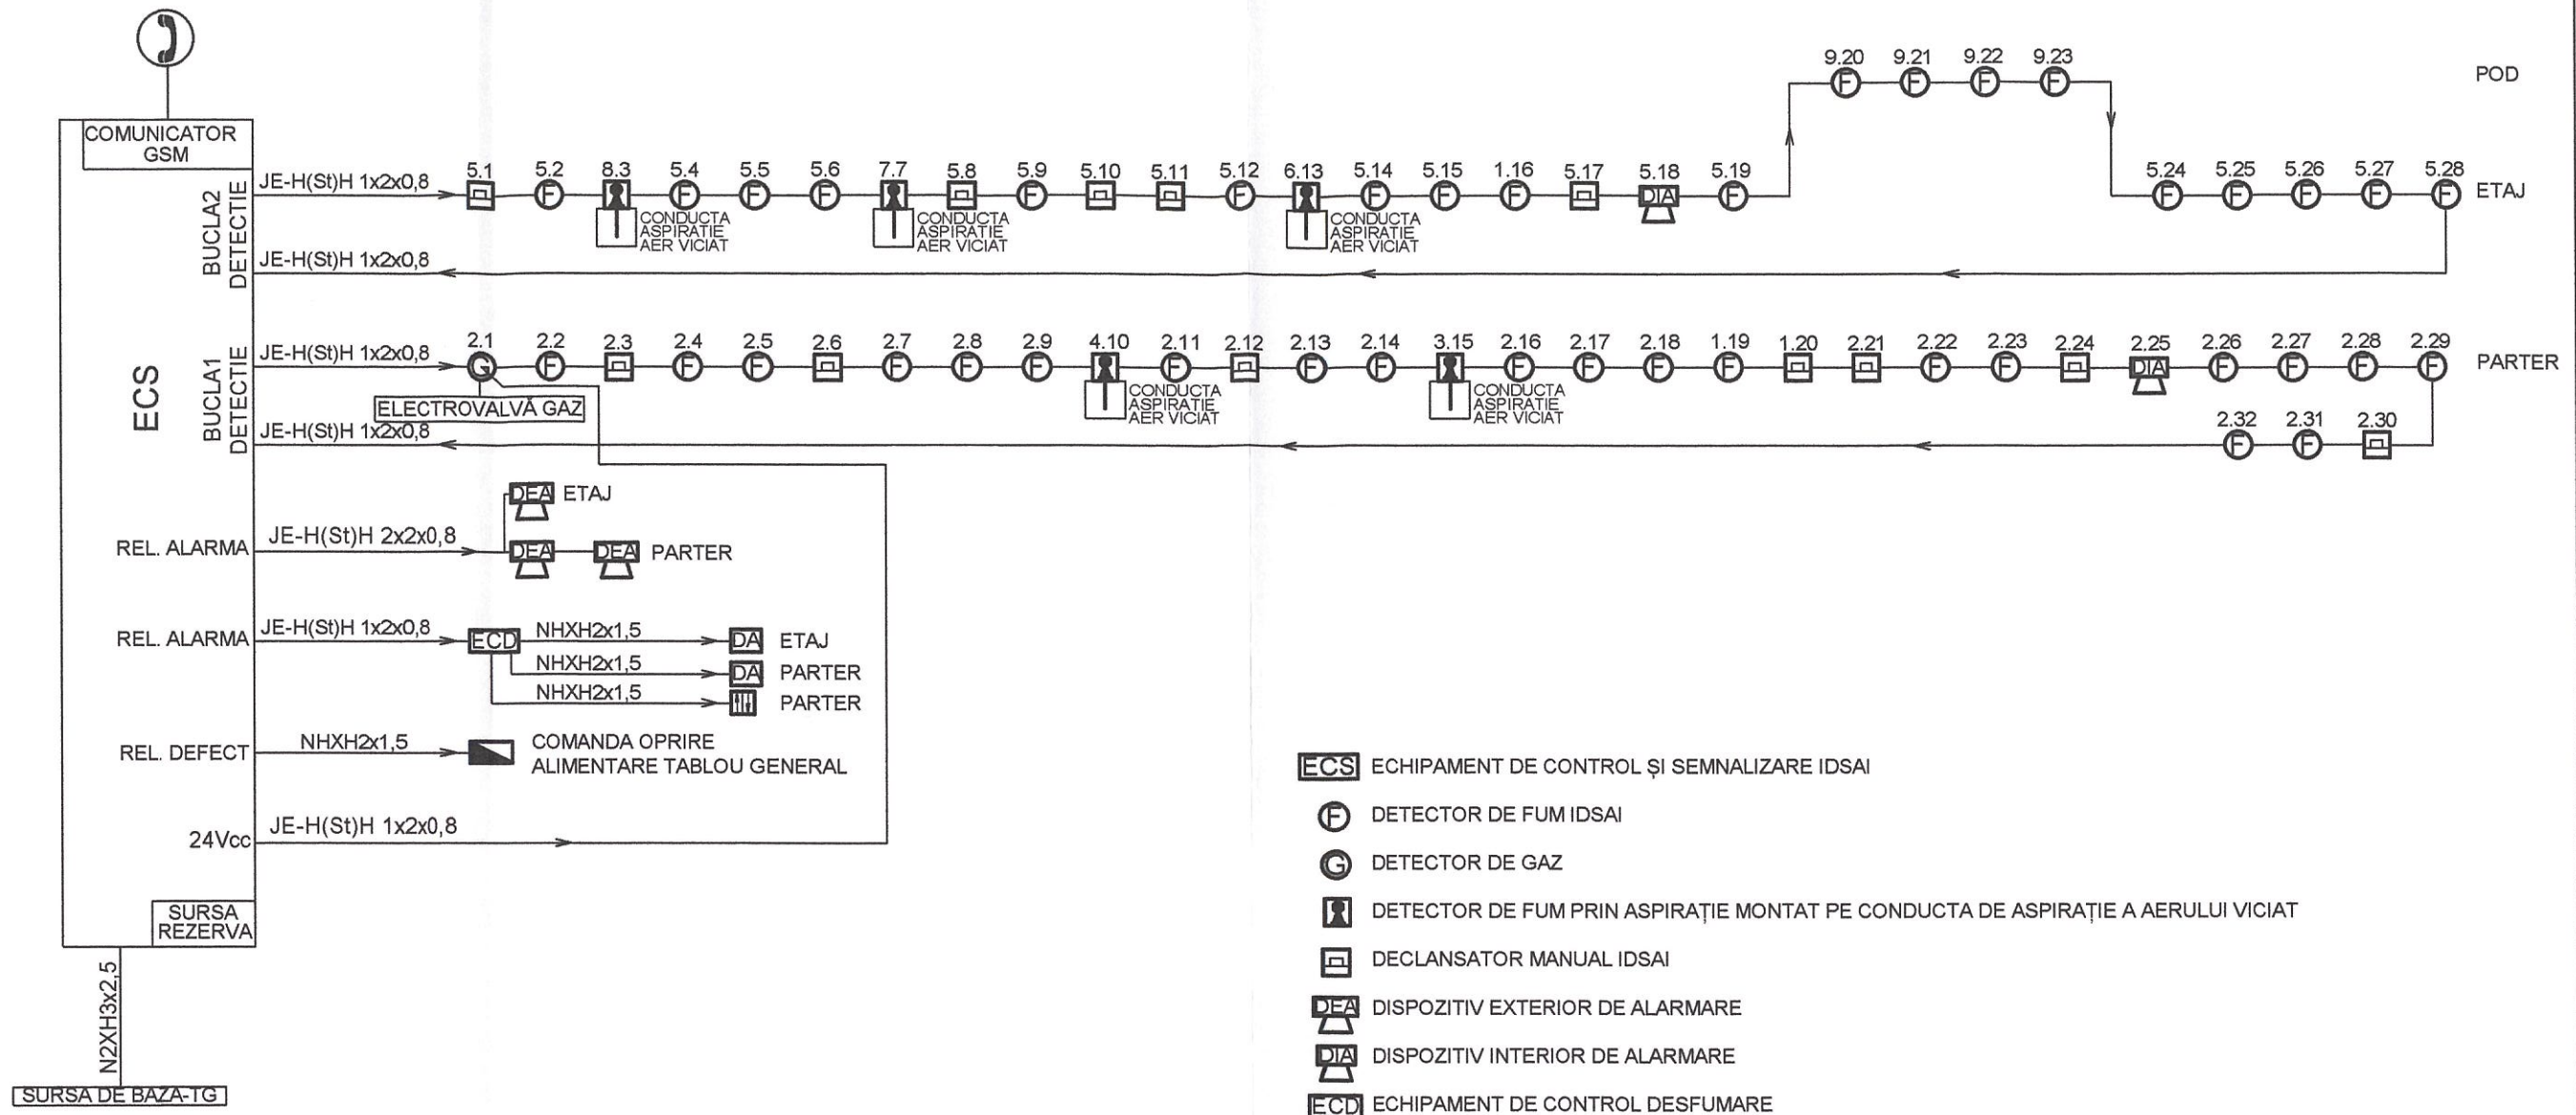 COMUNICATOR
GSM
ECS
BUCLA2
DETECTIE
JE-H(St)H 1x2x0,8
5.1 5.2 8.3 5.4 5.5 5.6 7.7 5.8 5.9 5.10 5.11 5.12 6.13 5.14 5.15 1.16 5.17 5.18 5.19
9.20 9.21 9.22 9.23
POD
5.24 5.25 5.26 5.27 5.28
ETAJ
F F F F
F F F F F F F F F DIA F F F F F F
CONDUCTA
ASPIRATIE
AER VICIAT
CONDUCTA
ASPIRATIE
AER VICIAT
CONDUCTA
ASPIRATIE
AER VICIAT
JE-H(St)H 1x2x0,8
BUCLA1
DETECTIE
JE-H(St)H 1x2x0,8
2.1 2.2 2.3 2.4 2.5 2.6 2.7 2.8 2.9 4.10 2.11 2.12 2.13 2.14 3.15 2.16 2.17 2.18 1.19 1.20 2.21 2.22 2.23 2.24 2.25 2.26 2.27 2.28 2.29
G F F F F F F F F F F F F F F F DIA F F F F
PARTER
ELECTROVALVĂ GAZ
CONDUCTA
ASPIRATIE
AER VICIAT
CONDUCTA
ASPIRATIE
AER VICIAT
JE-H(St)H 1x2x0,8
2.32 2.31 2.30
F F
DEA ETAJ
REL. ALARMA JE-H(St)H 2x2x0,8 DEA DEA PARTER
REL. ALARMA JE-H(St)H 1x2x0,8 ECD NHXH2x1,5 DA ETAJ
NHXH2x1,5 DA PARTER
NHXH2x1,5 PARTER
REL. DEFECT NHXH2x1,5 COMANDA OPRIRE
ALIMENTARE TABLOU GENERAL
24Vcc JE-H(St)H 1x2x0,8
SURSA
REZERVA
N2XH3x2,5
SURSA DE BAZA-TG
ECS ECHIPAMENT DE CONTROL ȘI SEMNALIZARE IDSAI
F DETECTOR DE FUM IDSAI
G DETECTOR DE GAZ
DETECTOR DE FUM PRIN ASPIRAȚIE MONTAT PE CONDUCTA DE ASPIRAȚIE A AERULUI VICIAT
DECLANSATOR MANUAL IDSAI
DEA DISPOZITIV EXTERIOR DE ALARMARE
DIA DISPOZITIV INTERIOR DE ALARMARE
ECD ECHIPAMENT DE CONTROL DESFUMARE